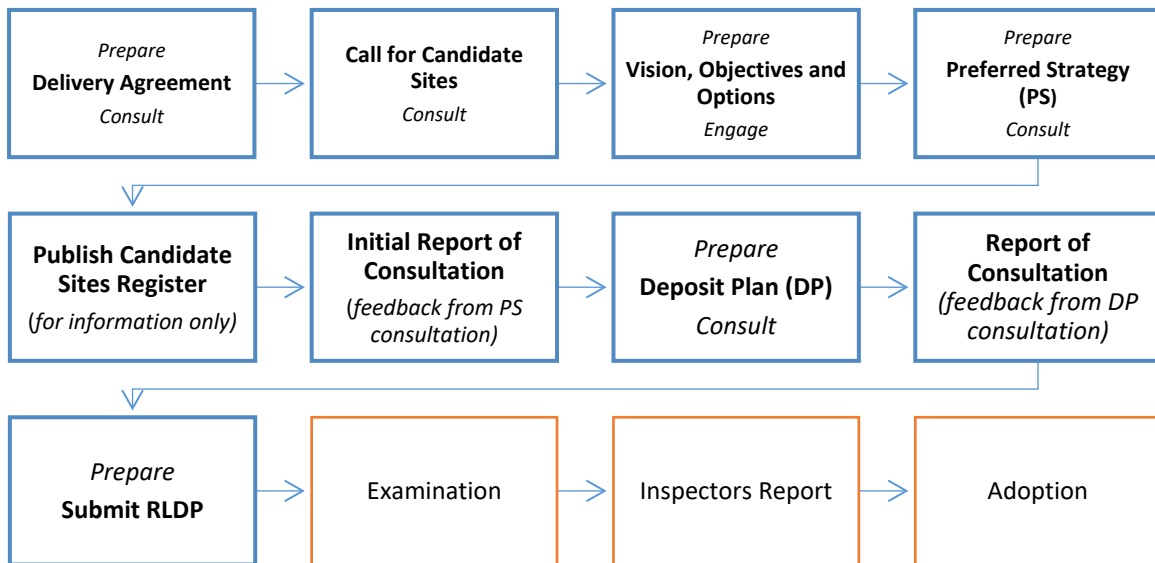 Prepare
Delivery Agreement
Consult
Call for Candidate
Sites
Consult
Prepare
Vision, Objectives and
Options
Engage
Prepare
Preferred Strategy
(PS)
Consult
Publish Candidate
Sites Register
(for information only)
Initial Report of
Consultation
(feedback from PS
consultation)
Prepare
Deposit Plan (DP)
Consult
Report of
Consultation
(feedback from DP
consultation)
Prepare
Submit RLDP
Examination
Inspectors Report
Adoption